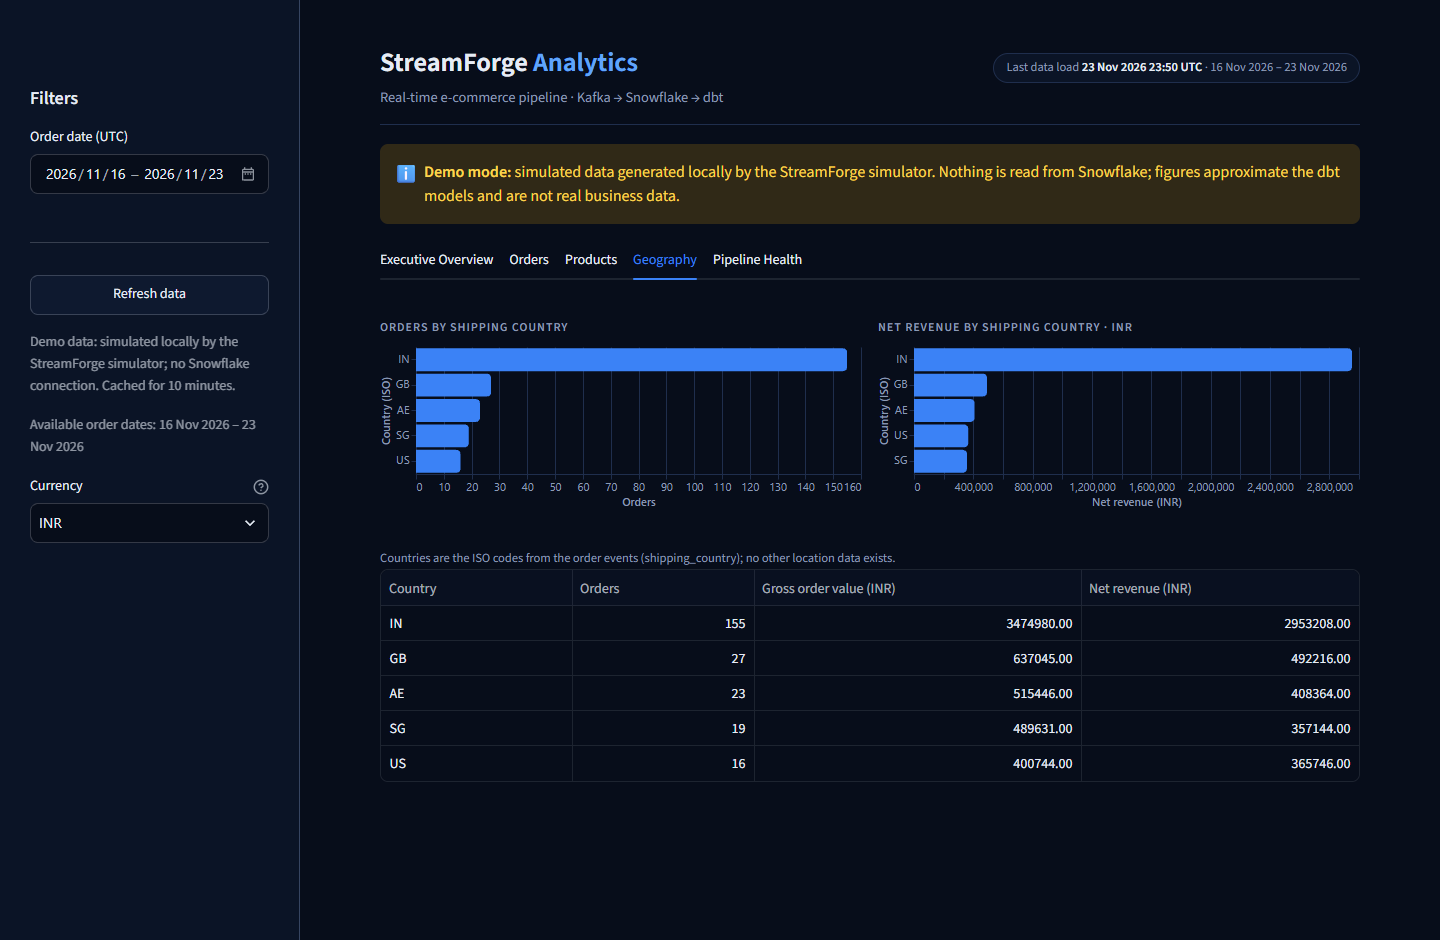 Filters
Order date (UTC)
2026/11/16 – 2026/11/23
Refresh data
Demo data: simulated locally by the
StreamForge simulator; no Snowflake
connection. Cached for 10 minutes.
Available order dates: 16 Nov 2026 – 23
Nov 2026
Currency
INR
StreamForge Analytics
Real-time e-commerce pipeline · Kafka → Snowflake → dbt
Last data load 23 Nov 2026 23:50 UTC · 16 Nov 2026 – 23 Nov 2026
Demo mode: simulated data generated locally by the StreamForge simulator. Nothing is read from Snowflake; figures approximate the dbt
models and are not real business data.
Executive Overview Orders Products Geography Pipeline Health
ORDERS BY SHIPPING COUNTRY
Country (ISO)
IN
GB
AE
SG
US
0 10 20 30 40 50 60 70 80 90 100 110 120 130 140 150 160
Orders
NET REVENUE BY SHIPPING COUNTRY · INR
Country (ISO)
IN
GB
AE
US
SG
0 400,000 800,000 1,200,000 1,600,000 2,000,000 2,400,000 2,800,000
Net revenue (INR)
Countries are the ISO codes from the order events (shipping_country); no other location data exists.
Country Orders Gross order value (INR) Net revenue (INR)
IN 155 3474980.00 2953208.00
GB 27 637045.00 492216.00
AE 23 515446.00 408364.00
SG 19 489631.00 357144.00
US 16 400744.00 365746.00